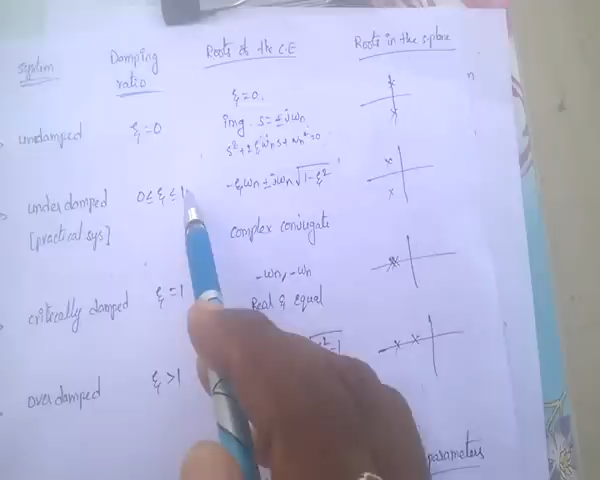 System
Damping ratio
Roots of the C.E
Roots in the s plane
undamped
ξ=0
ξ=0.
Img. s=±jωn
s²+2ξωns+ωn²=0
underdamped
[practical sys]
0≤ξ≤1
-ξωn±jωn√1-ξ²
complex conjugate
critically damped
ξ=1
-ωn,-ωn
Real & Equal
overdamped
ξ>1
parameters